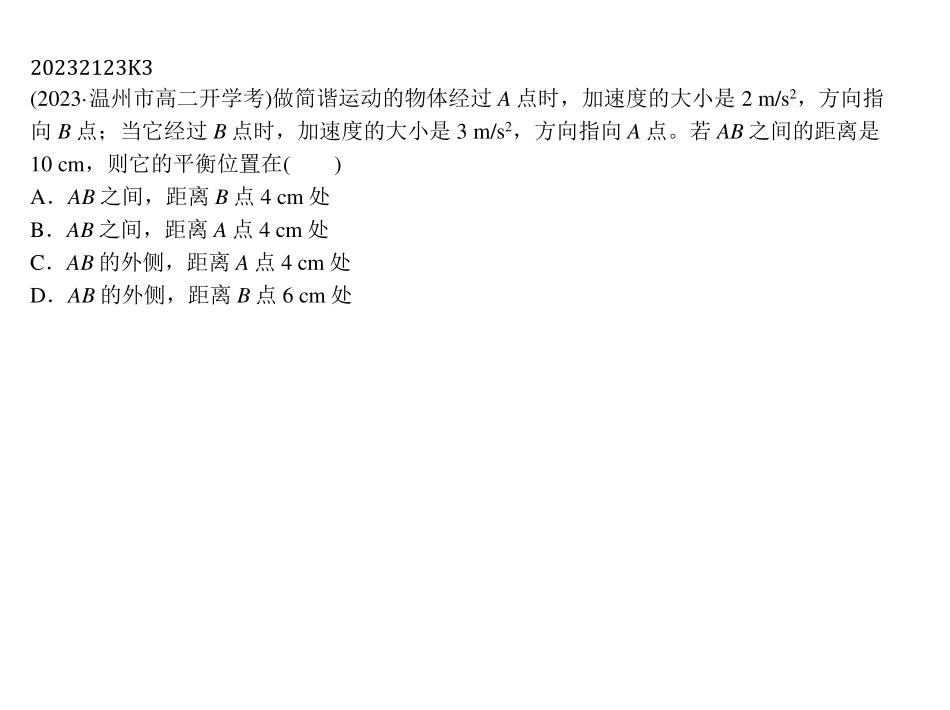 20232123K3
(2023·温州市高二开学考)做简谐运动的物体经过 A 点时，加速度的大小是 2 m/s²，方向指
向 B 点；当它经过 B 点时，加速度的大小是 3 m/s²，方向指向 A 点。若 AB 之间的距离是
10 cm，则它的平衡位置在(　　)
A．AB 之间，距离 B 点 4 cm 处
B．AB 之间，距离 A 点 4 cm 处
C．AB 的外侧，距离 A 点 4 cm 处
D．AB 的外侧，距离 B 点 6 cm 处